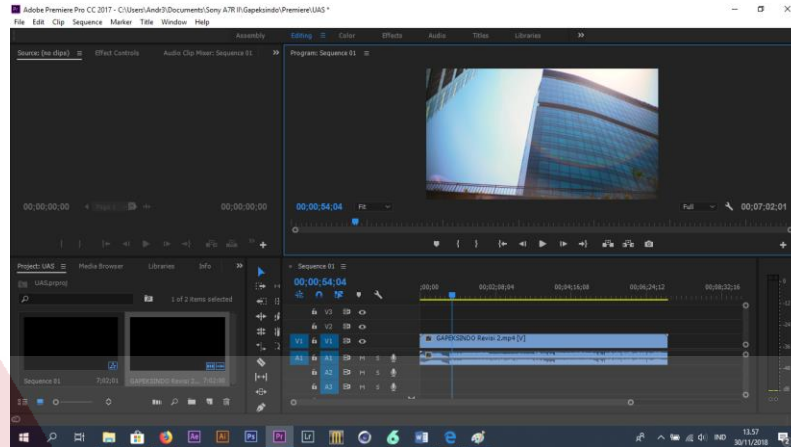 Adobe Premiere Pro CC 2017 - C:\Users\Andr3\Documents\Sony A7R II\Gapeksindo\Premiere\UAS *
File Edit Clip Sequence Marker Title Window Help
Assembly Editing Color Effects Audio Titles Libraries
Source: (no clips) Effect Controls Audio Clip Mixer: Sequence 01
Program: Sequence 01
00;00;00;00 00;00;00;00
00;00;54;04 Fit Full 00;07;02;01
Project: UAS Media Browser Libraries Info
UAS.prproj
1 of 2 items selected
Sequence 01 7;02;01 GAPEKSINDO Revisi 2... 7;02;00
Sequence 01
00;00;54;04
;00;00 00;02;08;04 00;04;16;08 00;06;24;12 00;08;32;16
V3
V2
V1 V1 GAPEKSINDO Revisi 2.mp4 [V]
A1 A1 M S
A2 M S
A3 M S
Ae Ai Ps Pr Lr
IND 13.57
30/11/2018